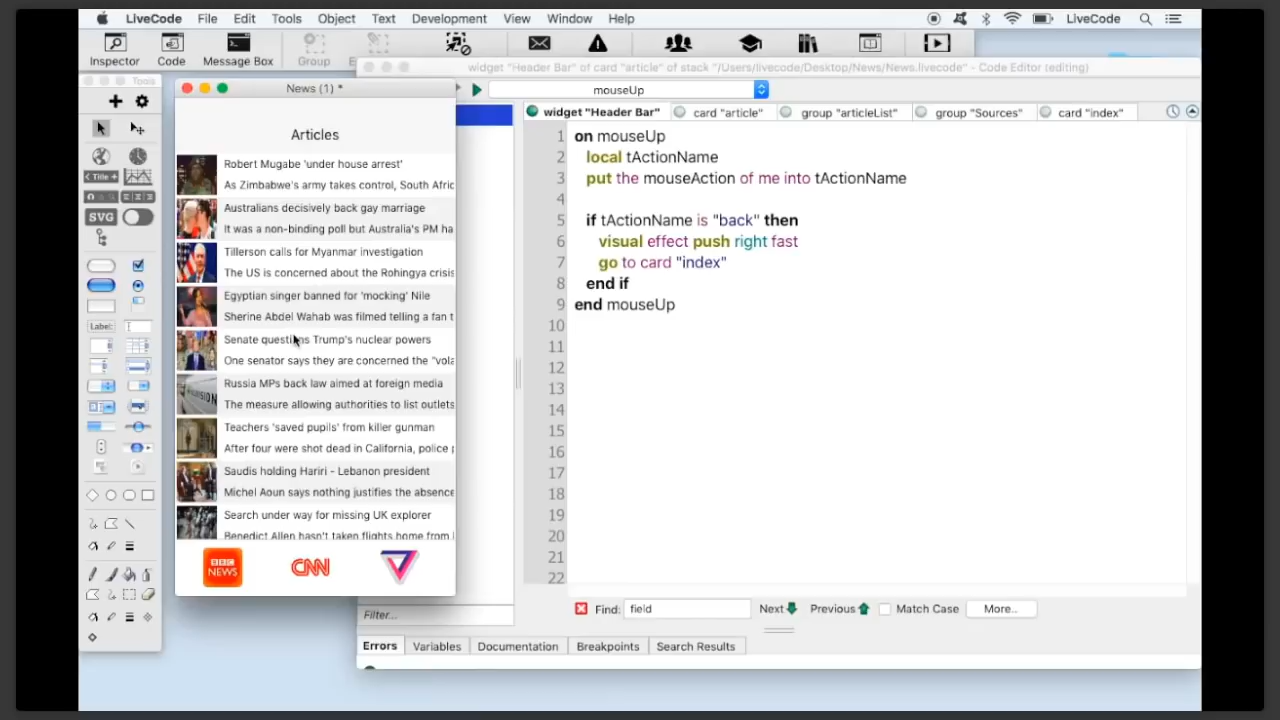 LiveCode File Edit Tools Object Text Development View Window Help LiveCode
Inspector Code Message Box Group
widget "Header Bar" of card "article" of stack "/Users/livecode/Desktop/News/News.livecode" - Code Editor (editing)
Tools
News (1) *
mouseUp
widget "Header Bar" card "article" group "articleList" group "Sources" card "index"
Articles
Robert Mugabe 'under house arrest'
As Zimbabwe's army takes control, South Afric
Australians decisively back gay marriage
It was a non-binding poll but Australia's PM ha
Tillerson calls for Myanmar investigation
The US is concerned about the Rohingya crisis
Egyptian singer banned for 'mocking' Nile
Sherine Abdel Wahab was filmed telling a fan t
Senate questions Trump's nuclear powers
One senator says they are concerned the "vola
Russia MPs back law aimed at foreign media
The measure allowing authorities to list outlets
Teachers 'saved pupils' from killer gunman
After four were shot dead in California, police p
Saudis holding Hariri - Lebanon president
Michel Aoun says nothing justifies the absence
Search under way for missing UK explorer
Benedict Allen hasn't taken flights home from
BBC
NEWS
CNN
Title
SVG
Label:
1 on mouseUp
2 local tActionName
3 put the mouseAction of me into tActionName
4
5 if tActionName is "back" then
6 visual effect push right fast
7 go to card "index"
8 end if
9 end mouseUp
10
11
12
13
14
15
16
17
18
19
20
21
22
Filter...
Find: field Next Previous Match Case More...
Errors Variables Documentation Breakpoints Search Results